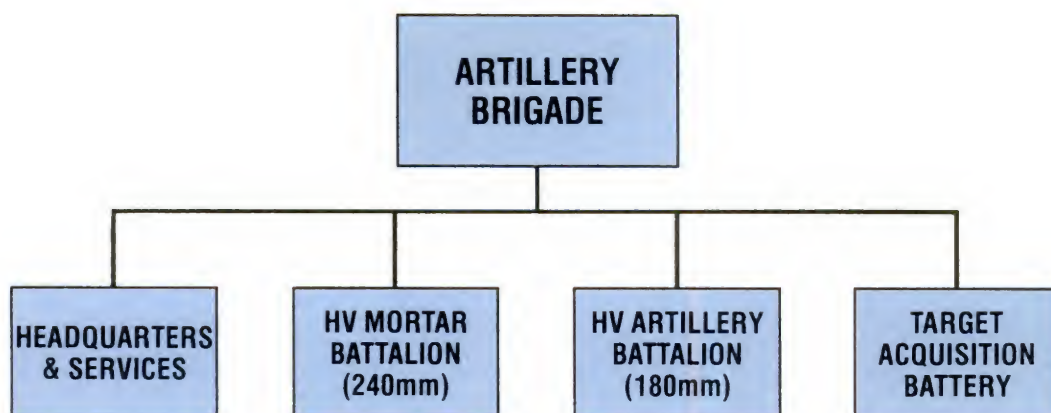 ARTILLERY
BRIGADE
HEADQUARTERS
& SERVICES
HV MORTAR
BATTALION
(240mm)
HV ARTILLERY
BATTALION
(180mm)
TARGET
ACQUISITION
BATTERY